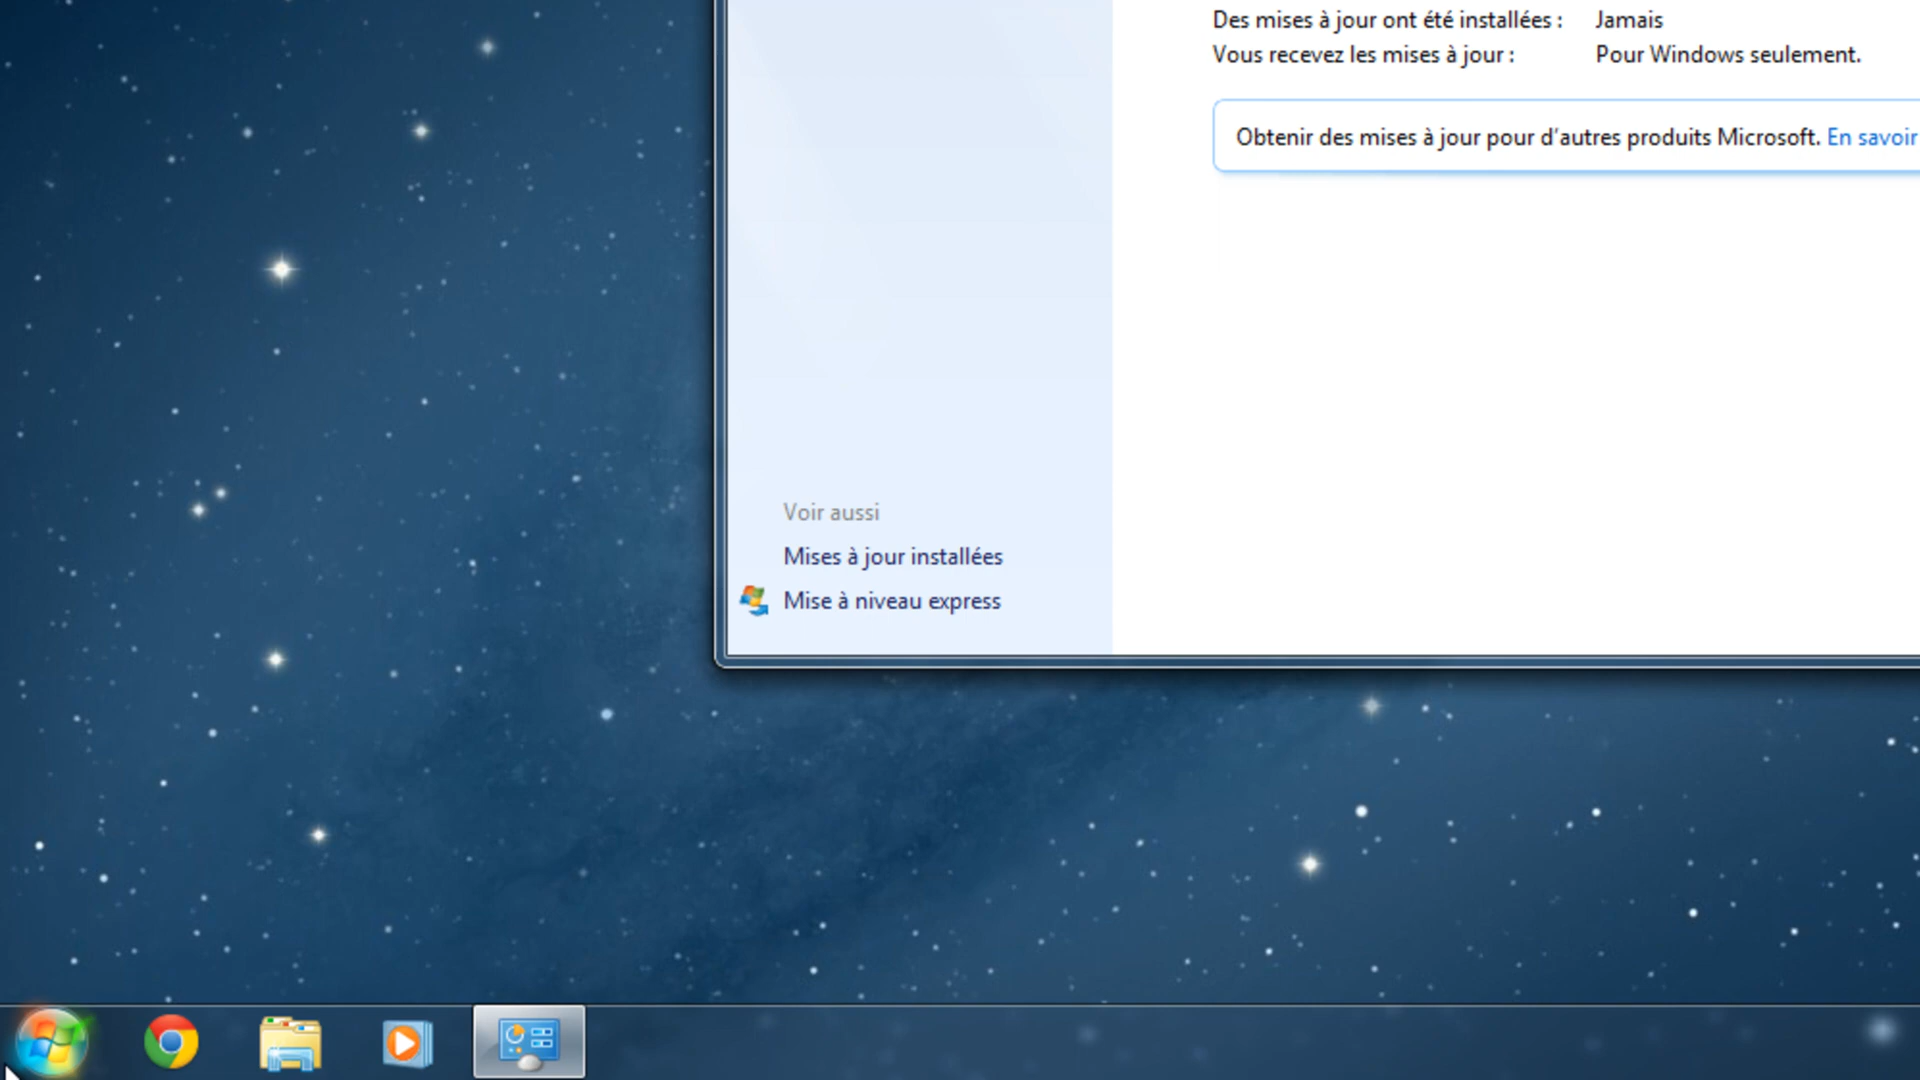 Des mises à jour ont été installées : Jamais
Vous recevez les mises à jour : Pour Windows seulement.
Obtenir des mises à jour pour d'autres produits Microsoft. En savoir
Voir aussi
Mises à jour installées
Mise à niveau express